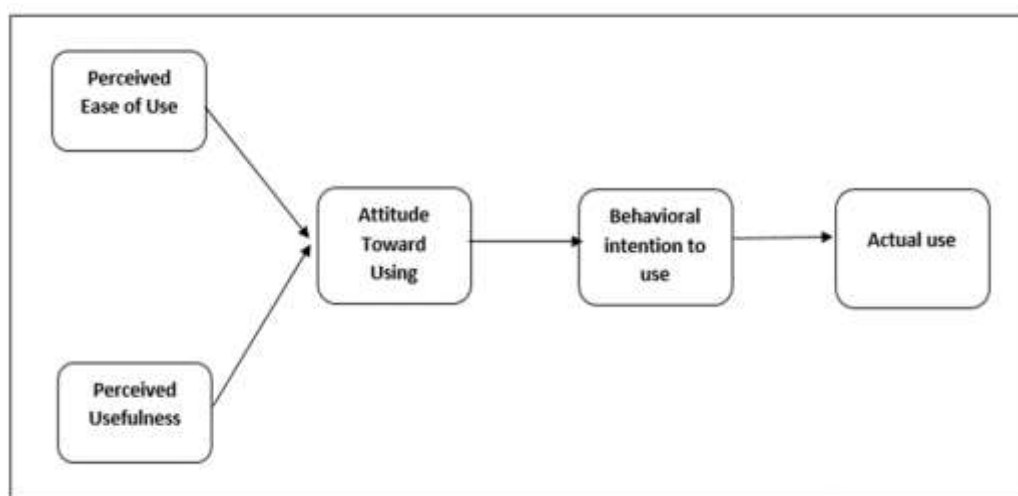 Perceived
Ease of Use
Attitude
Toward
Using
Behavioral
intention to
use
Actual use
Perceived
Usefulness